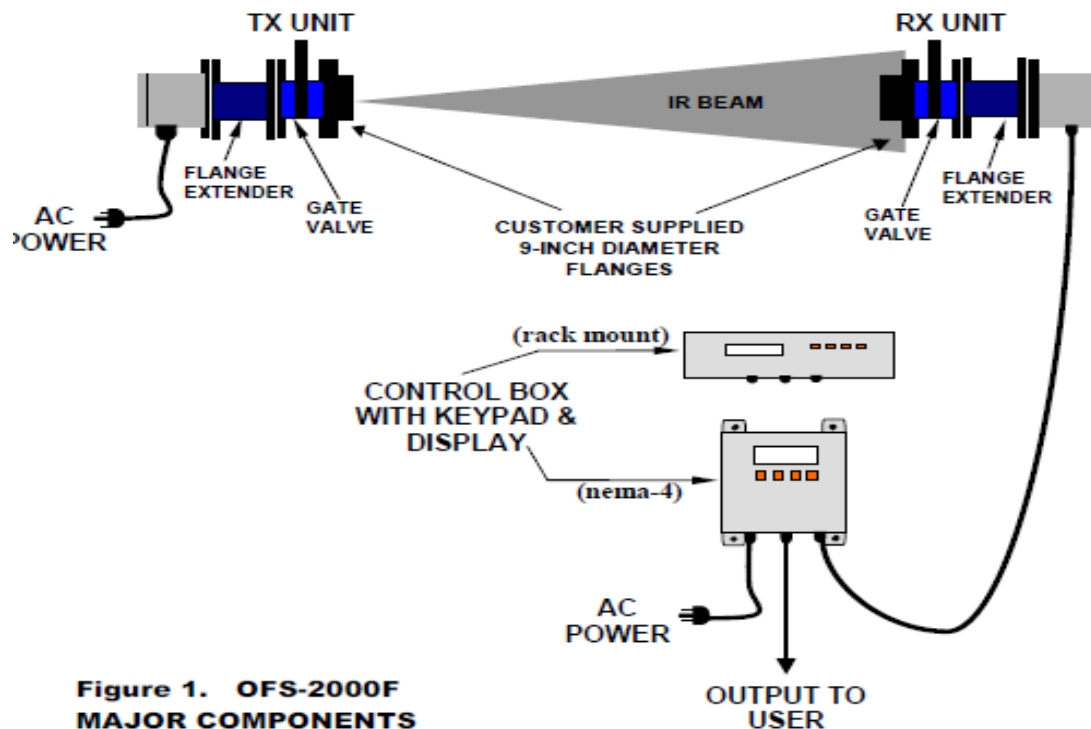 TX UNIT
RX UNIT
IR BEAM
FLANGE
EXTENDER
GATE
VALVE
AC
POWER
CUSTOMER SUPPLIED
9-INCH DIAMETER
FLANGES
GATE
VALVE
FLANGE
EXTENDER
(rack mount)
CONTROL BOX
WITH KEYPAD &
DISPLAY
(nema-4)
AC
POWER
OUTPUT TO
USER
Figure 1. OFS-2000F
MAJOR COMPONENTS